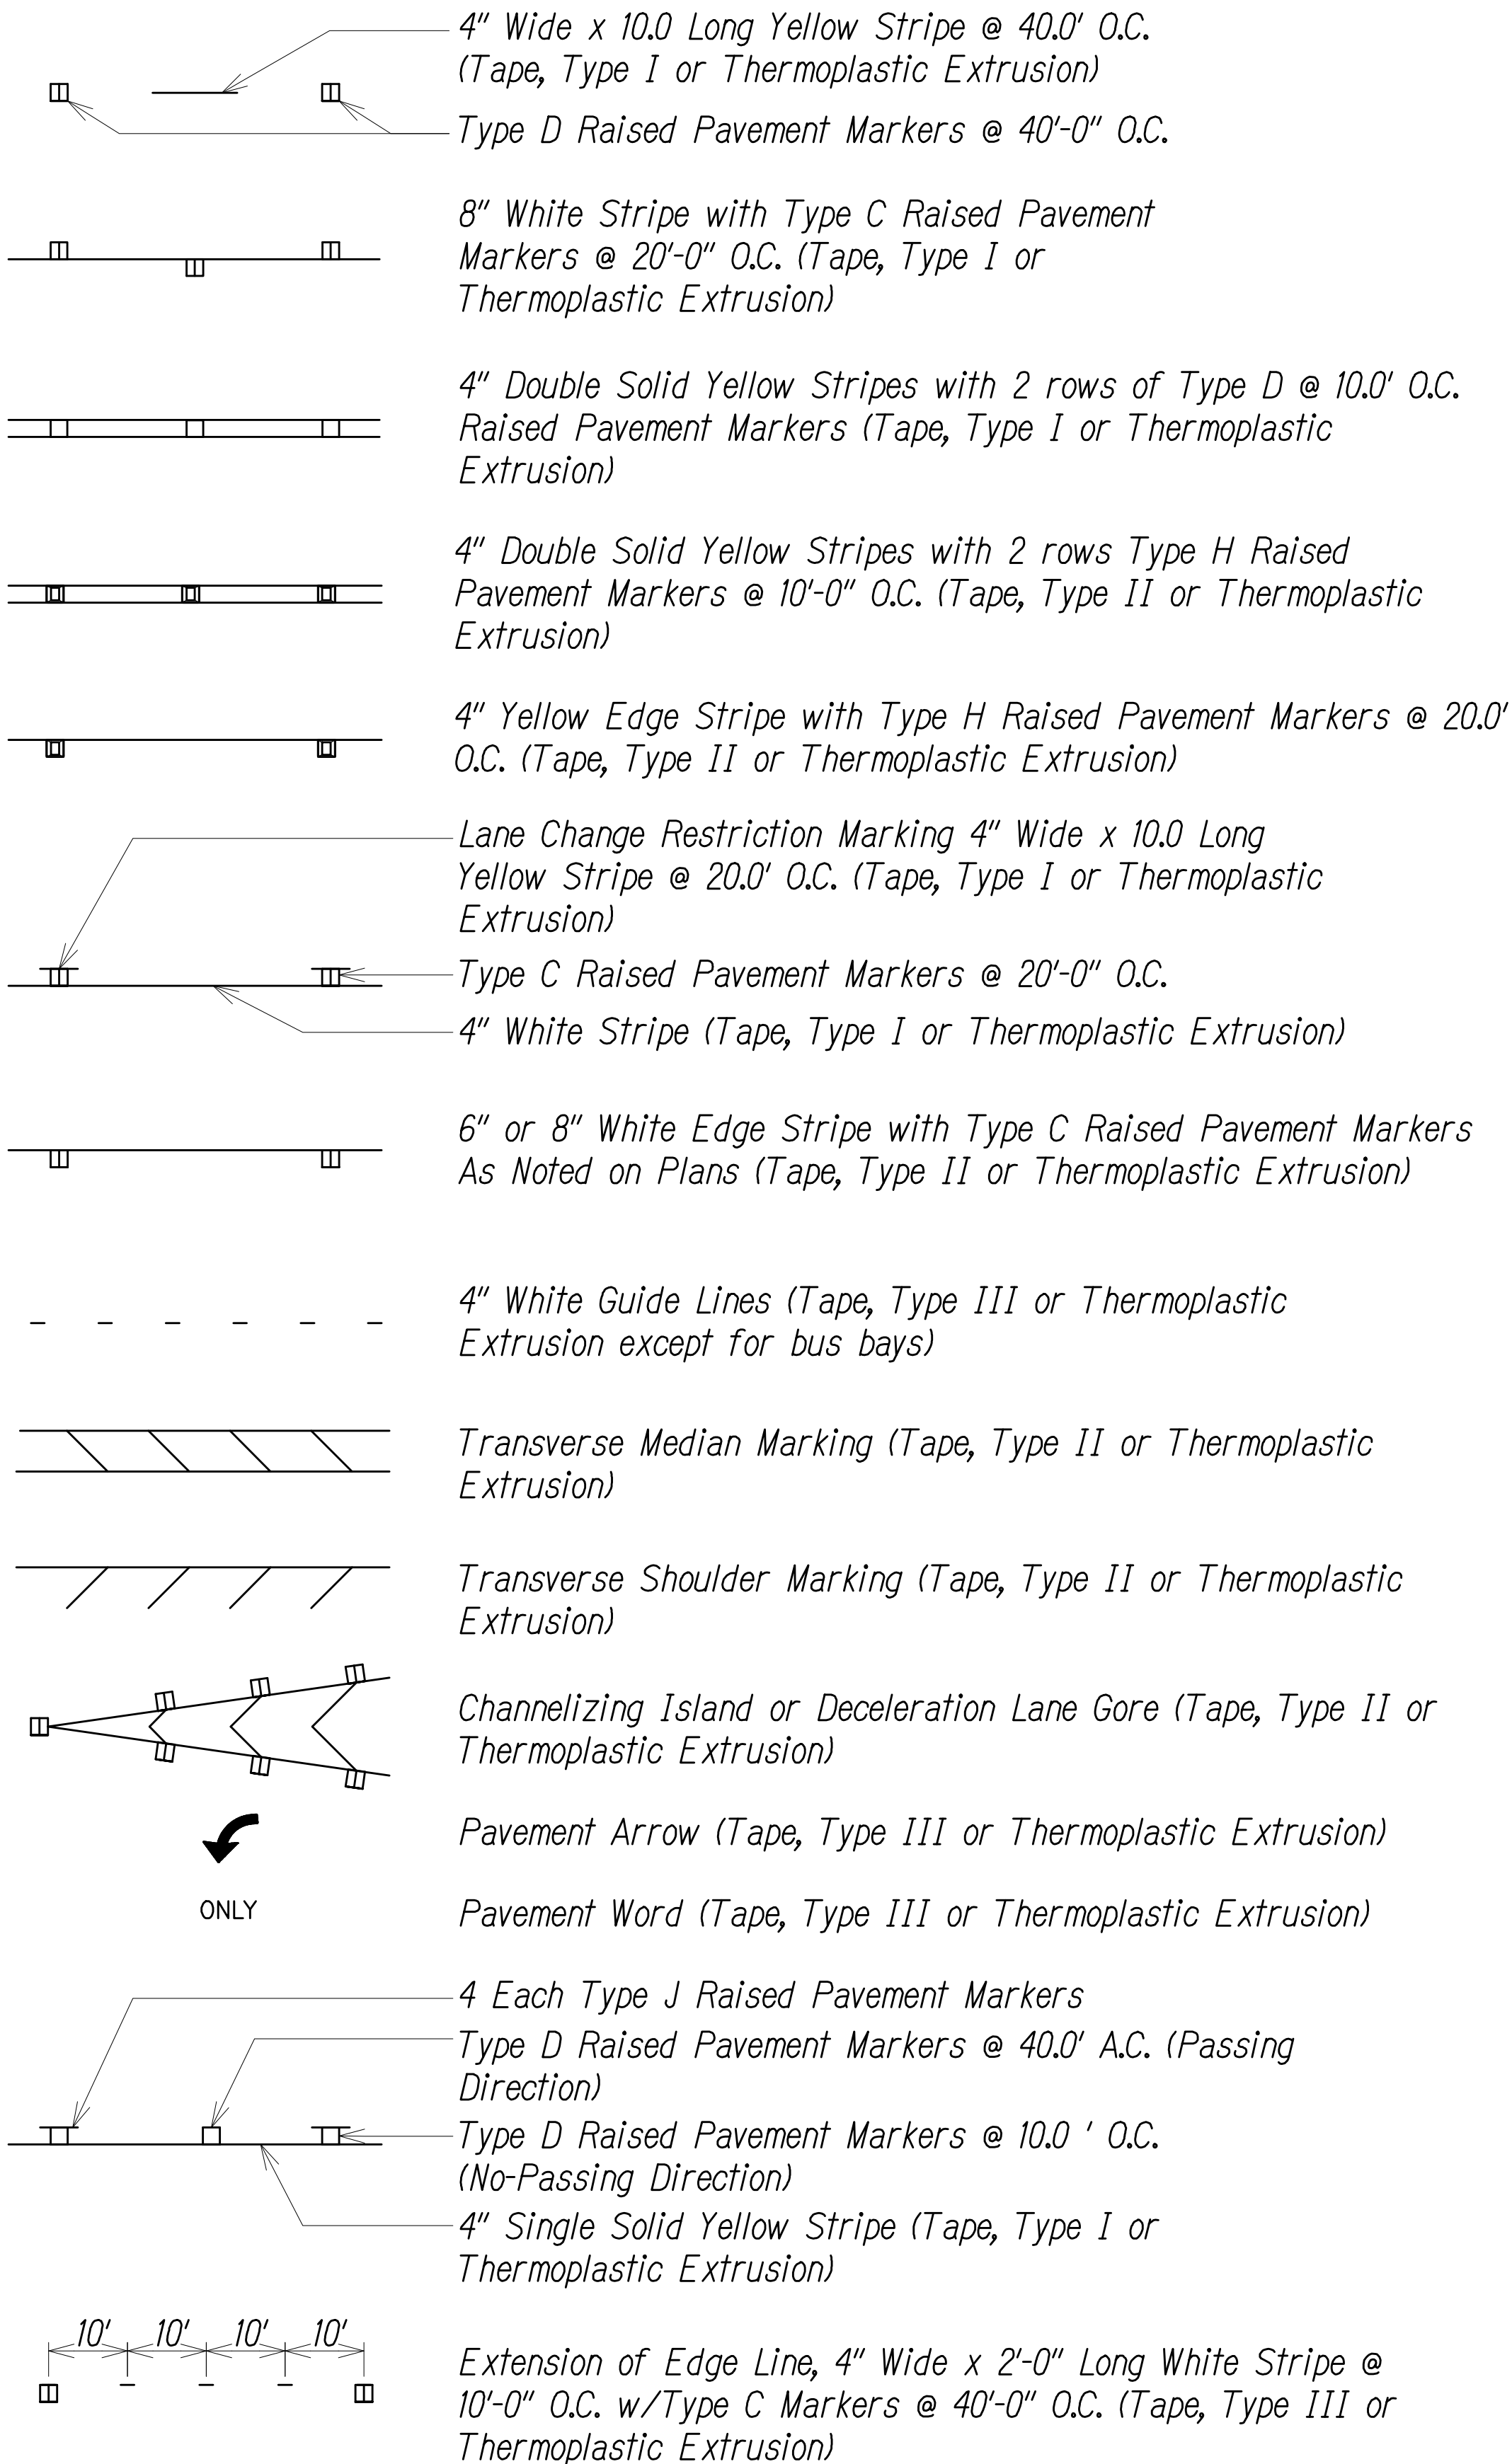 4" Wide x 10.0 Long Yellow Stripe @ 40.0' O.C.
(Tape, Type I or Thermoplastic Extrusion)
Type D Raised Pavement Markers @ 40'-0" O.C.
8" White Stripe with Type C Raised Pavement
Markers @ 20'-0" O.C. (Tape, Type I or
Thermoplastic Extrusion)
4" Double Solid Yellow Stripes with 2 rows of Type D @ 10.0' O.C.
Raised Pavement Markers (Tape, Type I or Thermoplastic
Extrusion)
4" Double Solid Yellow Stripes with 2 rows Type H Raised
Pavement Markers @ 10'-0" O.C. (Tape, Type II or Thermoplastic
Extrusion)
4" Yellow Edge Stripe with Type H Raised Pavement Markers @ 20.0'
O.C. (Tape, Type II or Thermoplastic Extrusion)
Lane Change Restriction Marking 4" Wide x 10.0 Long
Yellow Stripe @ 20.0' O.C. (Tape, Type I or Thermoplastic
Extrusion)
Type C Raised Pavement Markers @ 20'-0" O.C.
4" White Stripe (Tape, Type I or Thermoplastic Extrusion)
6" or 8" White Edge Stripe with Type C Raised Pavement Markers
As Noted on Plans (Tape, Type II or Thermoplastic Extrusion)
4" White Guide Lines (Tape, Type III or Thermoplastic
Extrusion except for bus bays)
Transverse Median Marking (Tape, Type II or Thermoplastic
Extrusion)
Transverse Shoulder Marking (Tape, Type II or Thermoplastic
Extrusion)
Channelizing Island or Deceleration Lane Gore (Tape, Type II or
Thermoplastic Extrusion)
Pavement Arrow (Tape, Type III or Thermoplastic Extrusion)
ONLY
Pavement Word (Tape, Type III or Thermoplastic Extrusion)
4 Each Type J Raised Pavement Markers
Type D Raised Pavement Markers @ 40.0' A.C. (Passing
Direction)
Type D Raised Pavement Markers @ 10.0 ' O.C.
(No-Passing Direction)
4" Single Solid Yellow Stripe (Tape, Type I or
Thermoplastic Extrusion)
10' 10' 10' 10'
Extension of Edge Line, 4" Wide x 2'-0" Long White Stripe @
10'-0" O.C. w/Type C Markers @ 40'-0" O.C. (Tape, Type III or
Thermoplastic Extrusion)